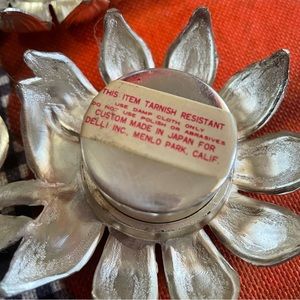 THIS ITEM TARNISH RESISTANT
USE DAMP CLOTH ONLY
DO NOT USE POLISH OR ABRASIVES
CUSTOM MADE IN JAPAN FOR
DELLI INC. MENLO PARK, CALIF.